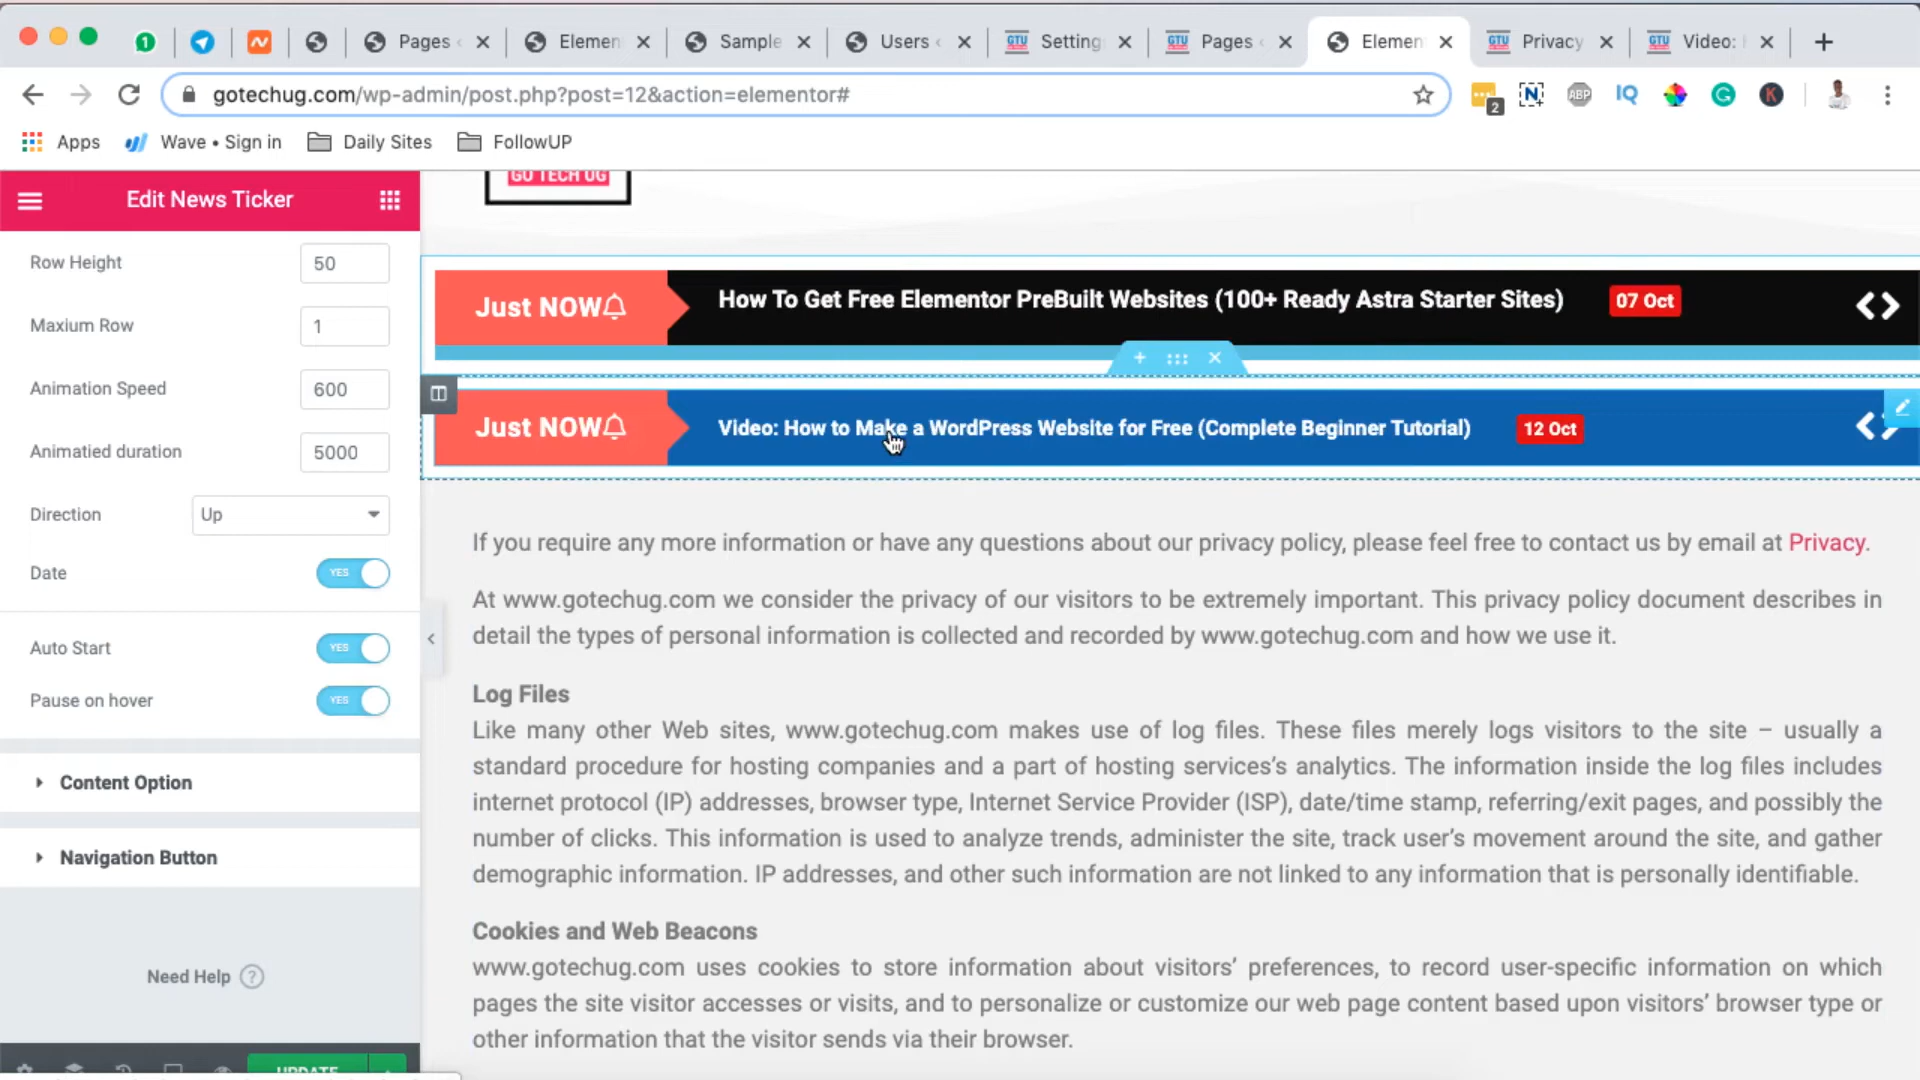 1
Pages
Elemen
Sample
Users
GTU
Setting
GTU
Pages
Elemen
GTU
Privacy
GTU
Video:
gotechug.com/wp-admin/post.php?post=12&action=elementor#
2
N
ABP
IQ
G
K
Apps
Wave • Sign in
Daily Sites
FollowUP
Edit News Ticker
GO TECH UG
Row Height
50
Maxium Row
1
Animation Speed
600
Animatied duration
5000
Direction
Up
Date
YES
Auto Start
YES
Pause on hover
YES
Content Option
Navigation Button
Need Help ?
UPDATE
Just NOW
How To Get Free Elementor PreBuilt Websites (100+ Ready Astra Starter Sites)
07 Oct
Just NOW
Video: How to Make a WordPress Website for Free (Complete Beginner Tutorial)
12 Oct
If you require any more information or have any questions about our privacy policy, please feel free to contact us by email at Privacy.
At www.gotechug.com we consider the privacy of our visitors to be extremely important. This privacy policy document describes in
detail the types of personal information is collected and recorded by www.gotechug.com and how we use it.
Log Files
Like many other Web sites, www.gotechug.com makes use of log files. These files merely logs visitors to the site – usually a
standard procedure for hosting companies and a part of hosting services's analytics. The information inside the log files includes
internet protocol (IP) addresses, browser type, Internet Service Provider (ISP), date/time stamp, referring/exit pages, and possibly the
number of clicks. This information is used to analyze trends, administer the site, track user's movement around the site, and gather
demographic information. IP addresses, and other such information are not linked to any information that is personally identifiable.
Cookies and Web Beacons
www.gotechug.com uses cookies to store information about visitors' preferences, to record user-specific information on which
pages the site visitor accesses or visits, and to personalize or customize our web page content based upon visitors' browser type or
other information that the visitor sends via their browser.